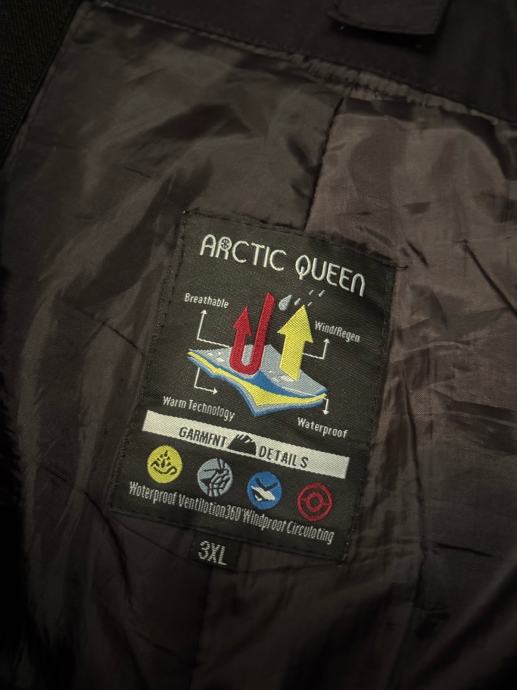 ARCTIC QUEEN
Breathable
Wind/Regen
Warm Technology
Waterproof
GARMENT DETAILS
Waterproof Ventilation360°Windproof Circulating
3XL